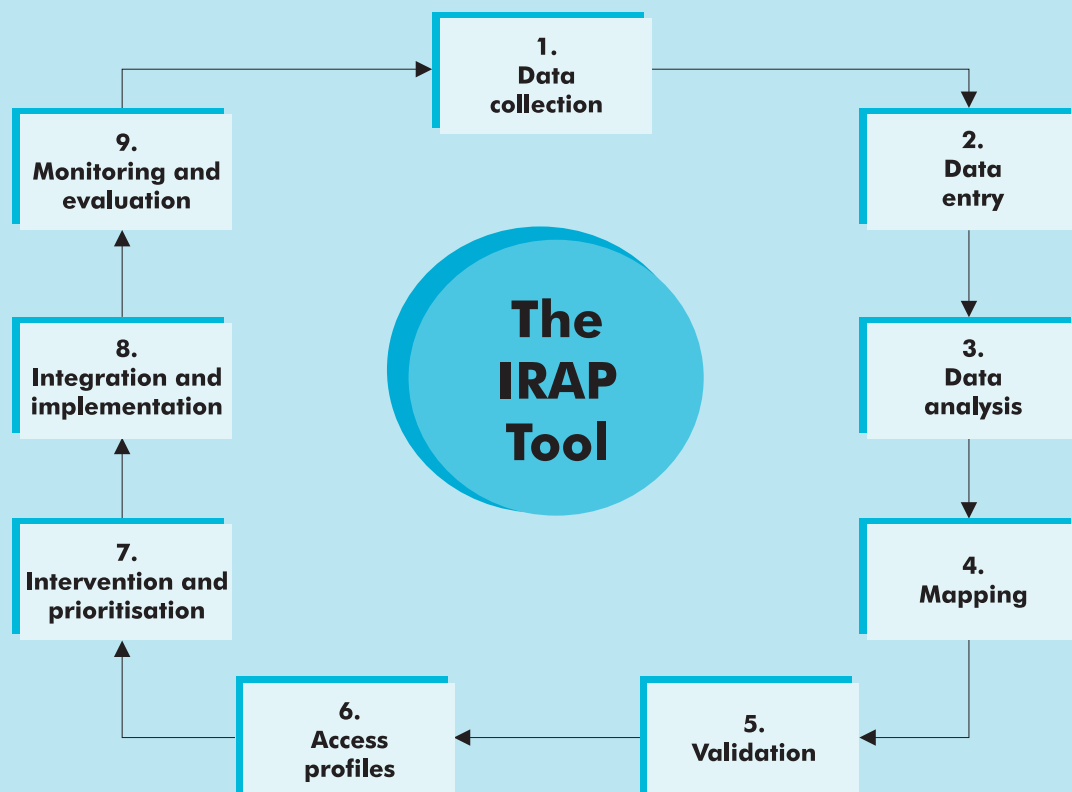 1.
Data
collection
2.
Data
entry
3.
Data
analysis
4.
Mapping
5.
Validation
6.
Access
profiles
7.
Intervention and
prioritisation
8.
Integration and
implementation
9.
Monitoring and
evaluation
The
IRAP
Tool